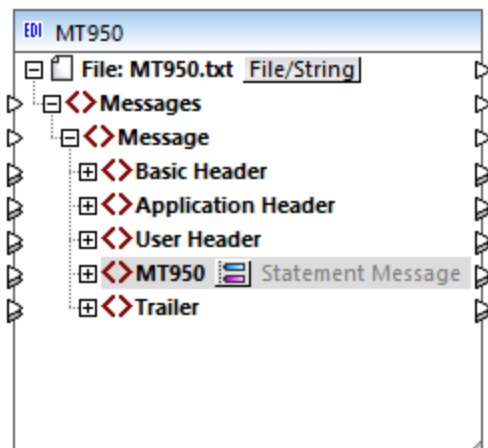 EDI MT950
File: MT950.txt File/String
Messages
Message
Basic Header
Application Header
User Header
MT950 Statement Message
Trailer